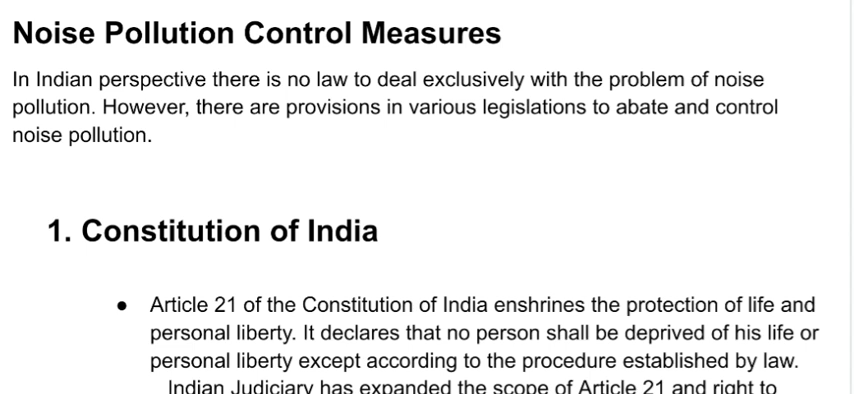 Noise Pollution Control Measures
In Indian perspective there is no law to deal exclusively with the problem of noise
pollution. However, there are provisions in various legislations to abate and control
noise pollution.
1. Constitution of India
● Article 21 of the Constitution of India enshrines the protection of life and
personal liberty. It declares that no person shall be deprived of his life or
personal liberty except according to the procedure established by law.
Indian Judiciary has expanded the scope of Article 21 and right to